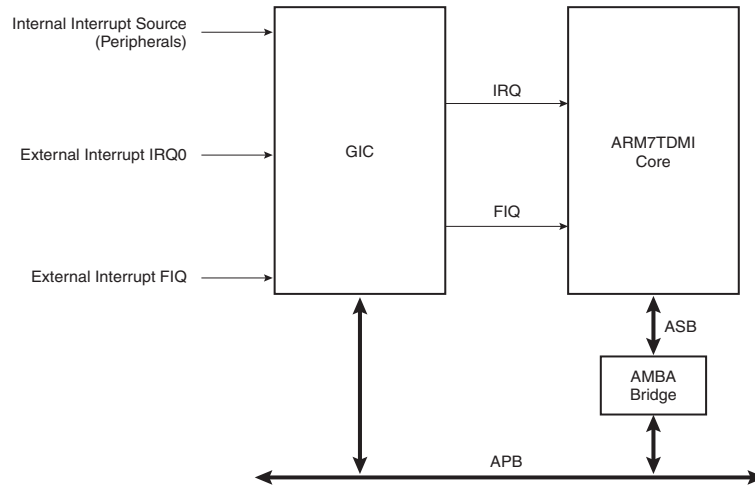 Internal Interrupt Source
(Peripherals)
IRQ
ARM7TDMI
Core
External Interrupt IRQ0
GIC
FIQ
External Interrupt FIQ
ASB
AMBA
Bridge
APB